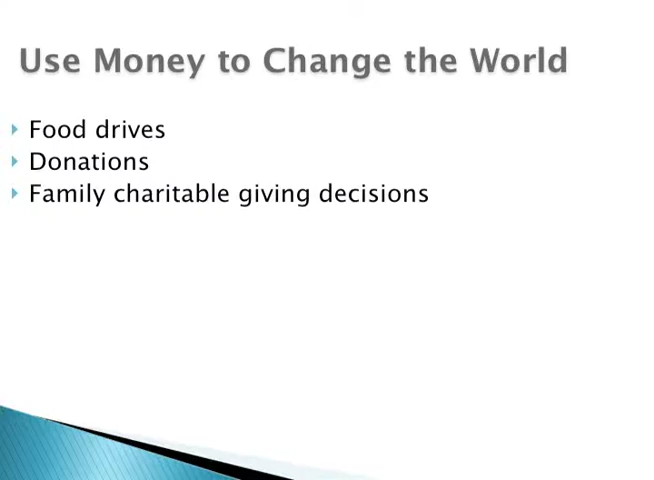 Use Money to Change the World
Food drives
Donations
Family charitable giving decisions